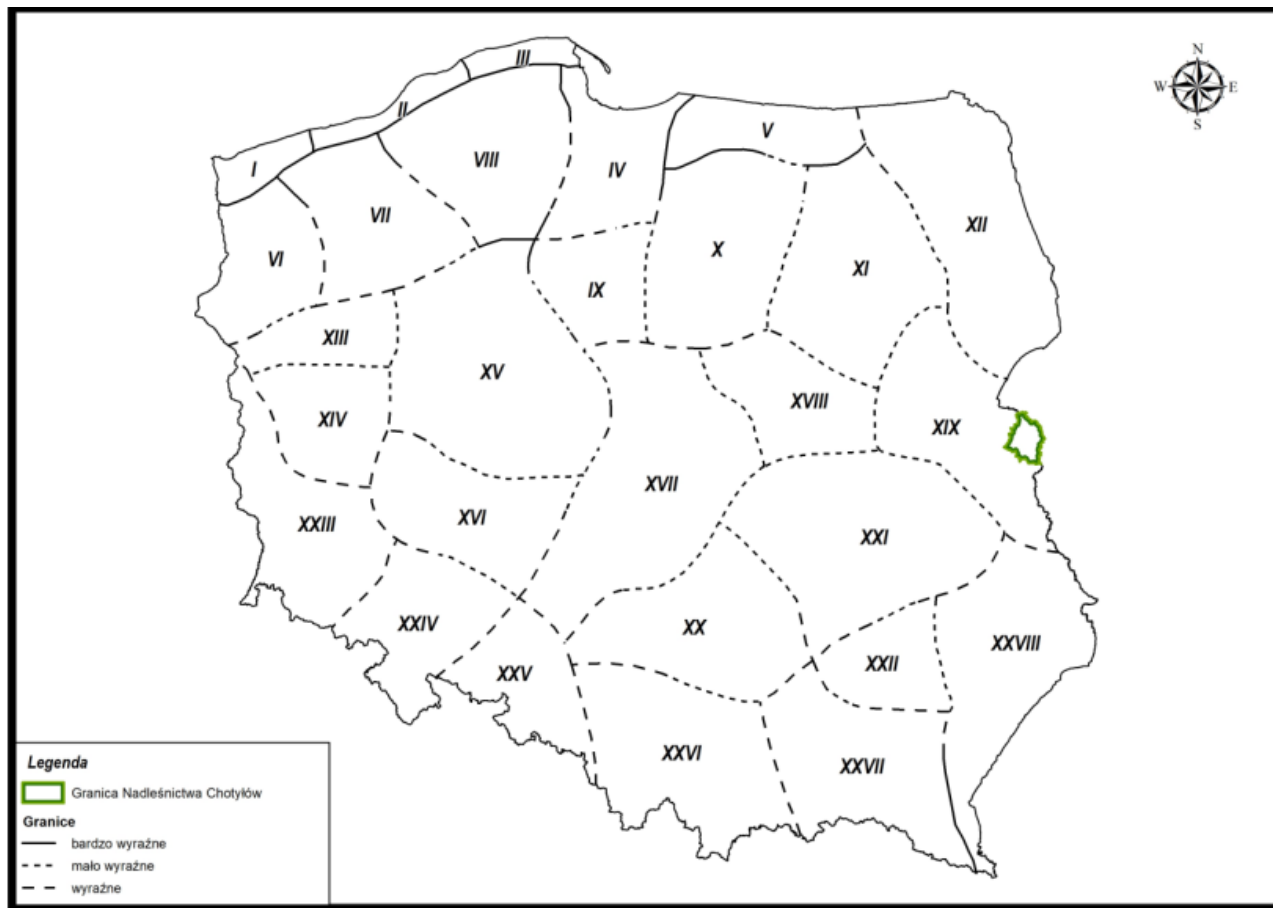 N
W E
S
III
II
V
I
VIII
IV
VII
XII
VI
X
XI
IX
XIII
XV
XVIII
XIV
XIX
XVII
XVI
XXIII
XXI
XXIV
XX
XXVIII
XXII
XXV
XXVI
XXVII
Legenda
Granica Nadleśnictwa Chotyłów
Granice
bardzo wyraźne
mało wyraźne
wyraźne